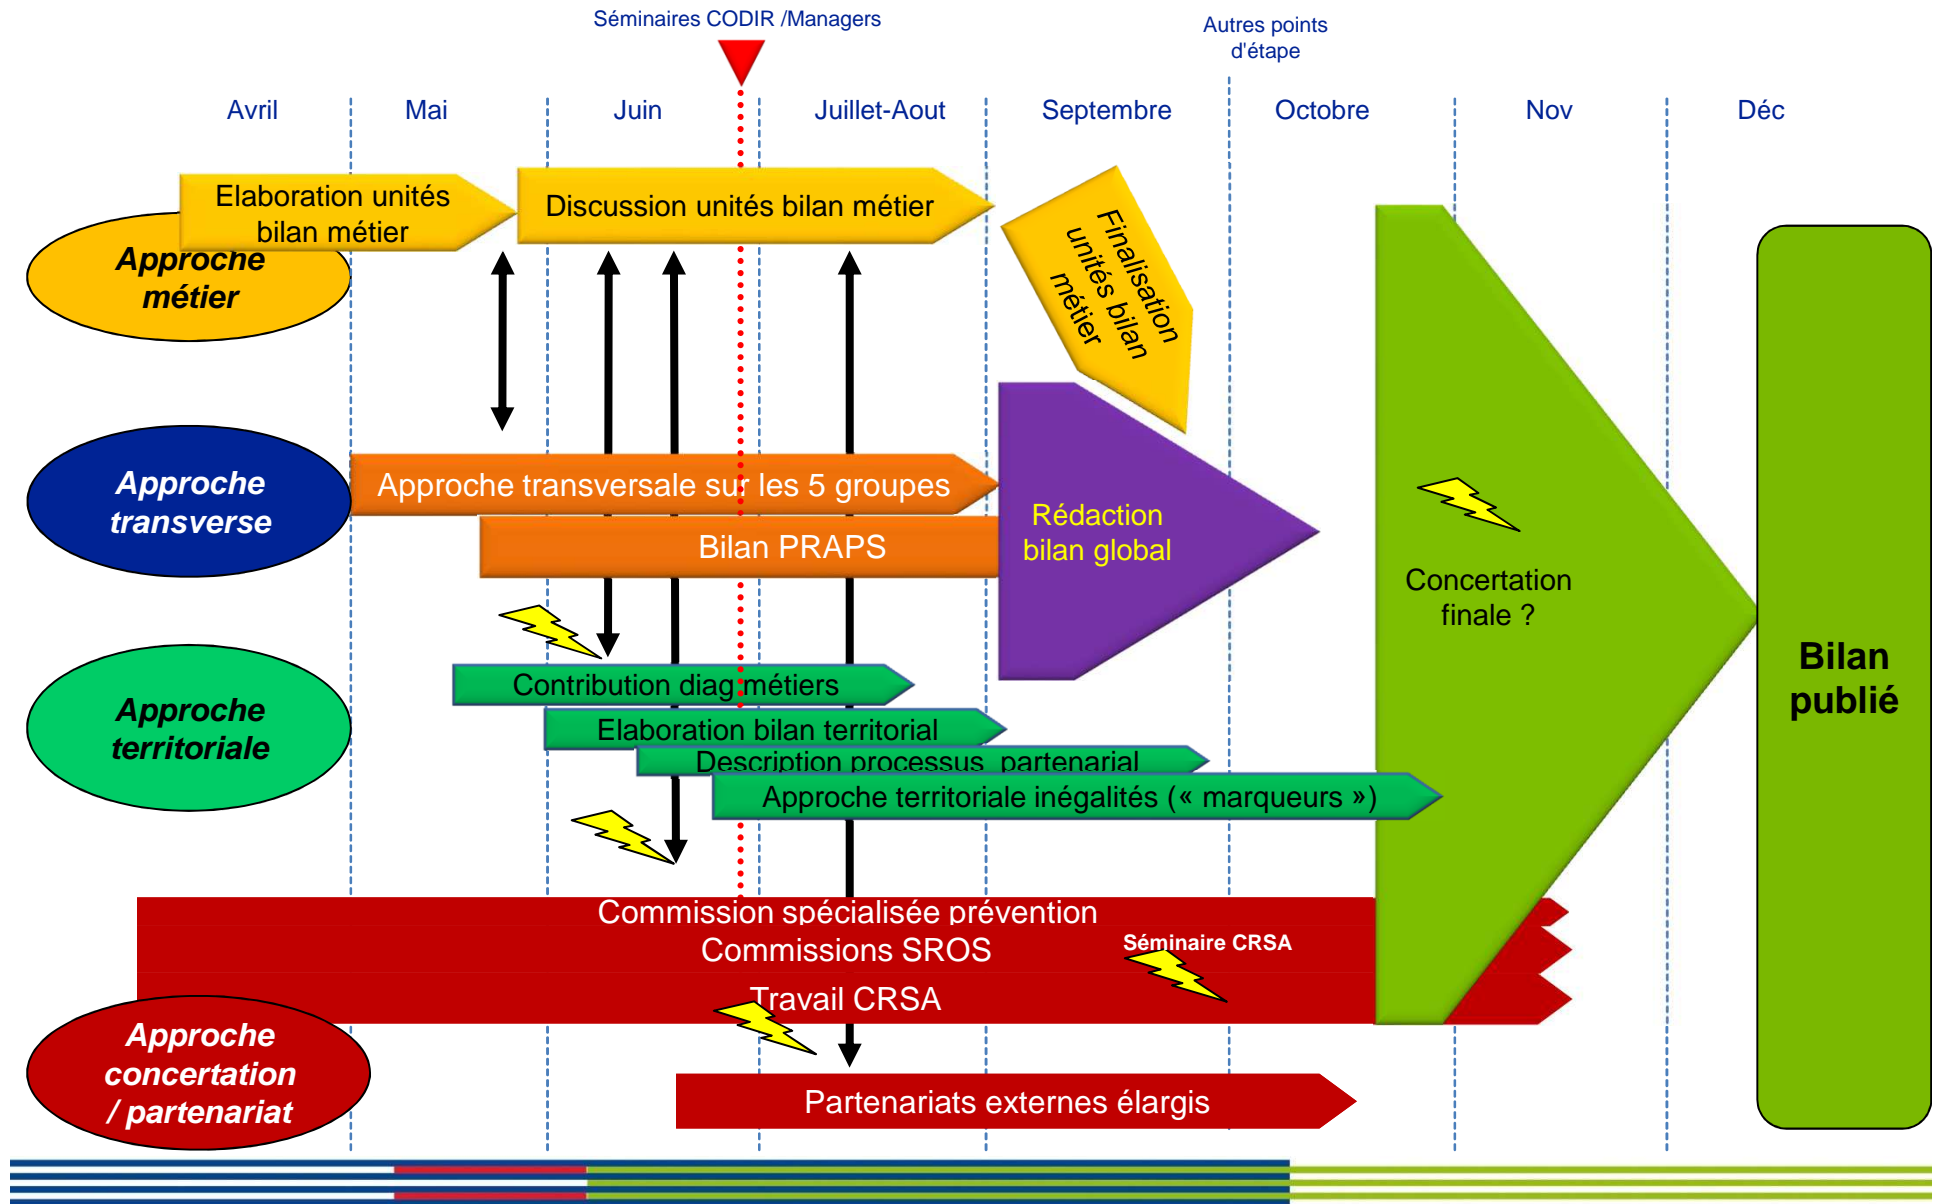 Séminaires CODIR /Managers
Autres points
d'étape
Avril
Mai
Juin
Juillet-Aout
Septembre
Octobre
Nov
Déc
Elaboration unités
bilan métier
Discussion unités bilan métier
Finalisation
unités bilan
métier
Approche
métier
Approche
transverse
Approche transversale sur les 5 groupes
Bilan PRAPS
Rédaction
bilan global
Concertation
finale ?
Bilan
publié
Approche
territoriale
Contribution diag métiers
Elaboration bilan territorial
Description processus partenarial
Approche territoriale inégalités (« marqueurs »)
Commission spécialisée prévention
Commissions SROS
Séminaire CRSA
Travail CRSA
Approche
concertation
/ partenariat
Partenariats externes élargis